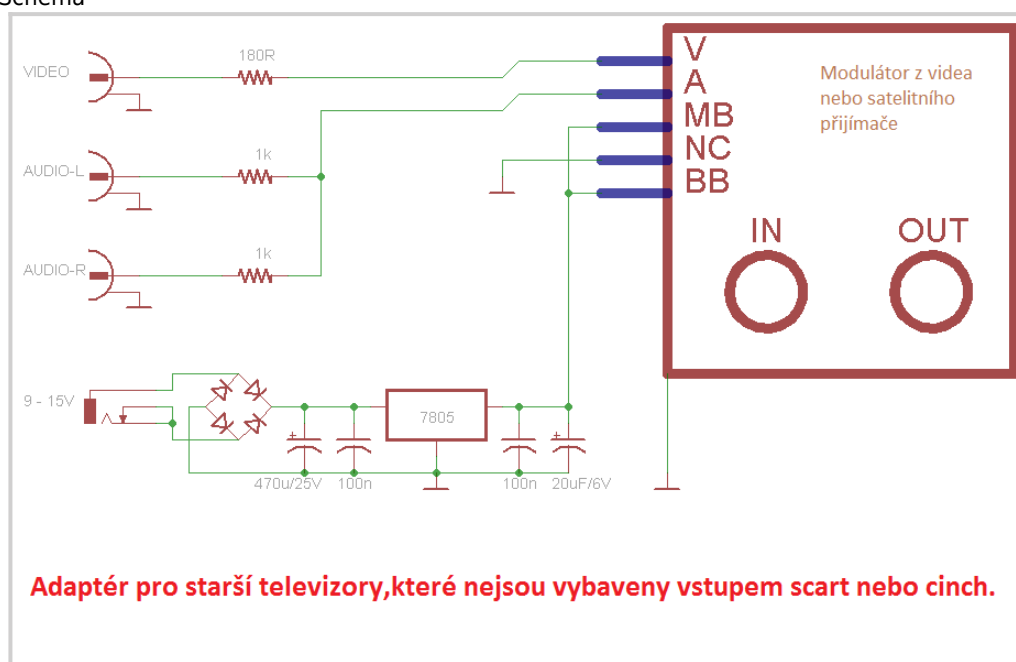 Schema
180R
VIDEO
V
A
MB
NC
BB
Modulátor z videa
nebo satelitního
přijímače
1k
AUDIO-L
IN
OUT
1k
AUDIO-R
9 - 15V
7805
470u/25V
100n
100n
20uF/6V
Adaptér pro starší televizory,které nejsou vybaveny vstupem scart nebo cinch.